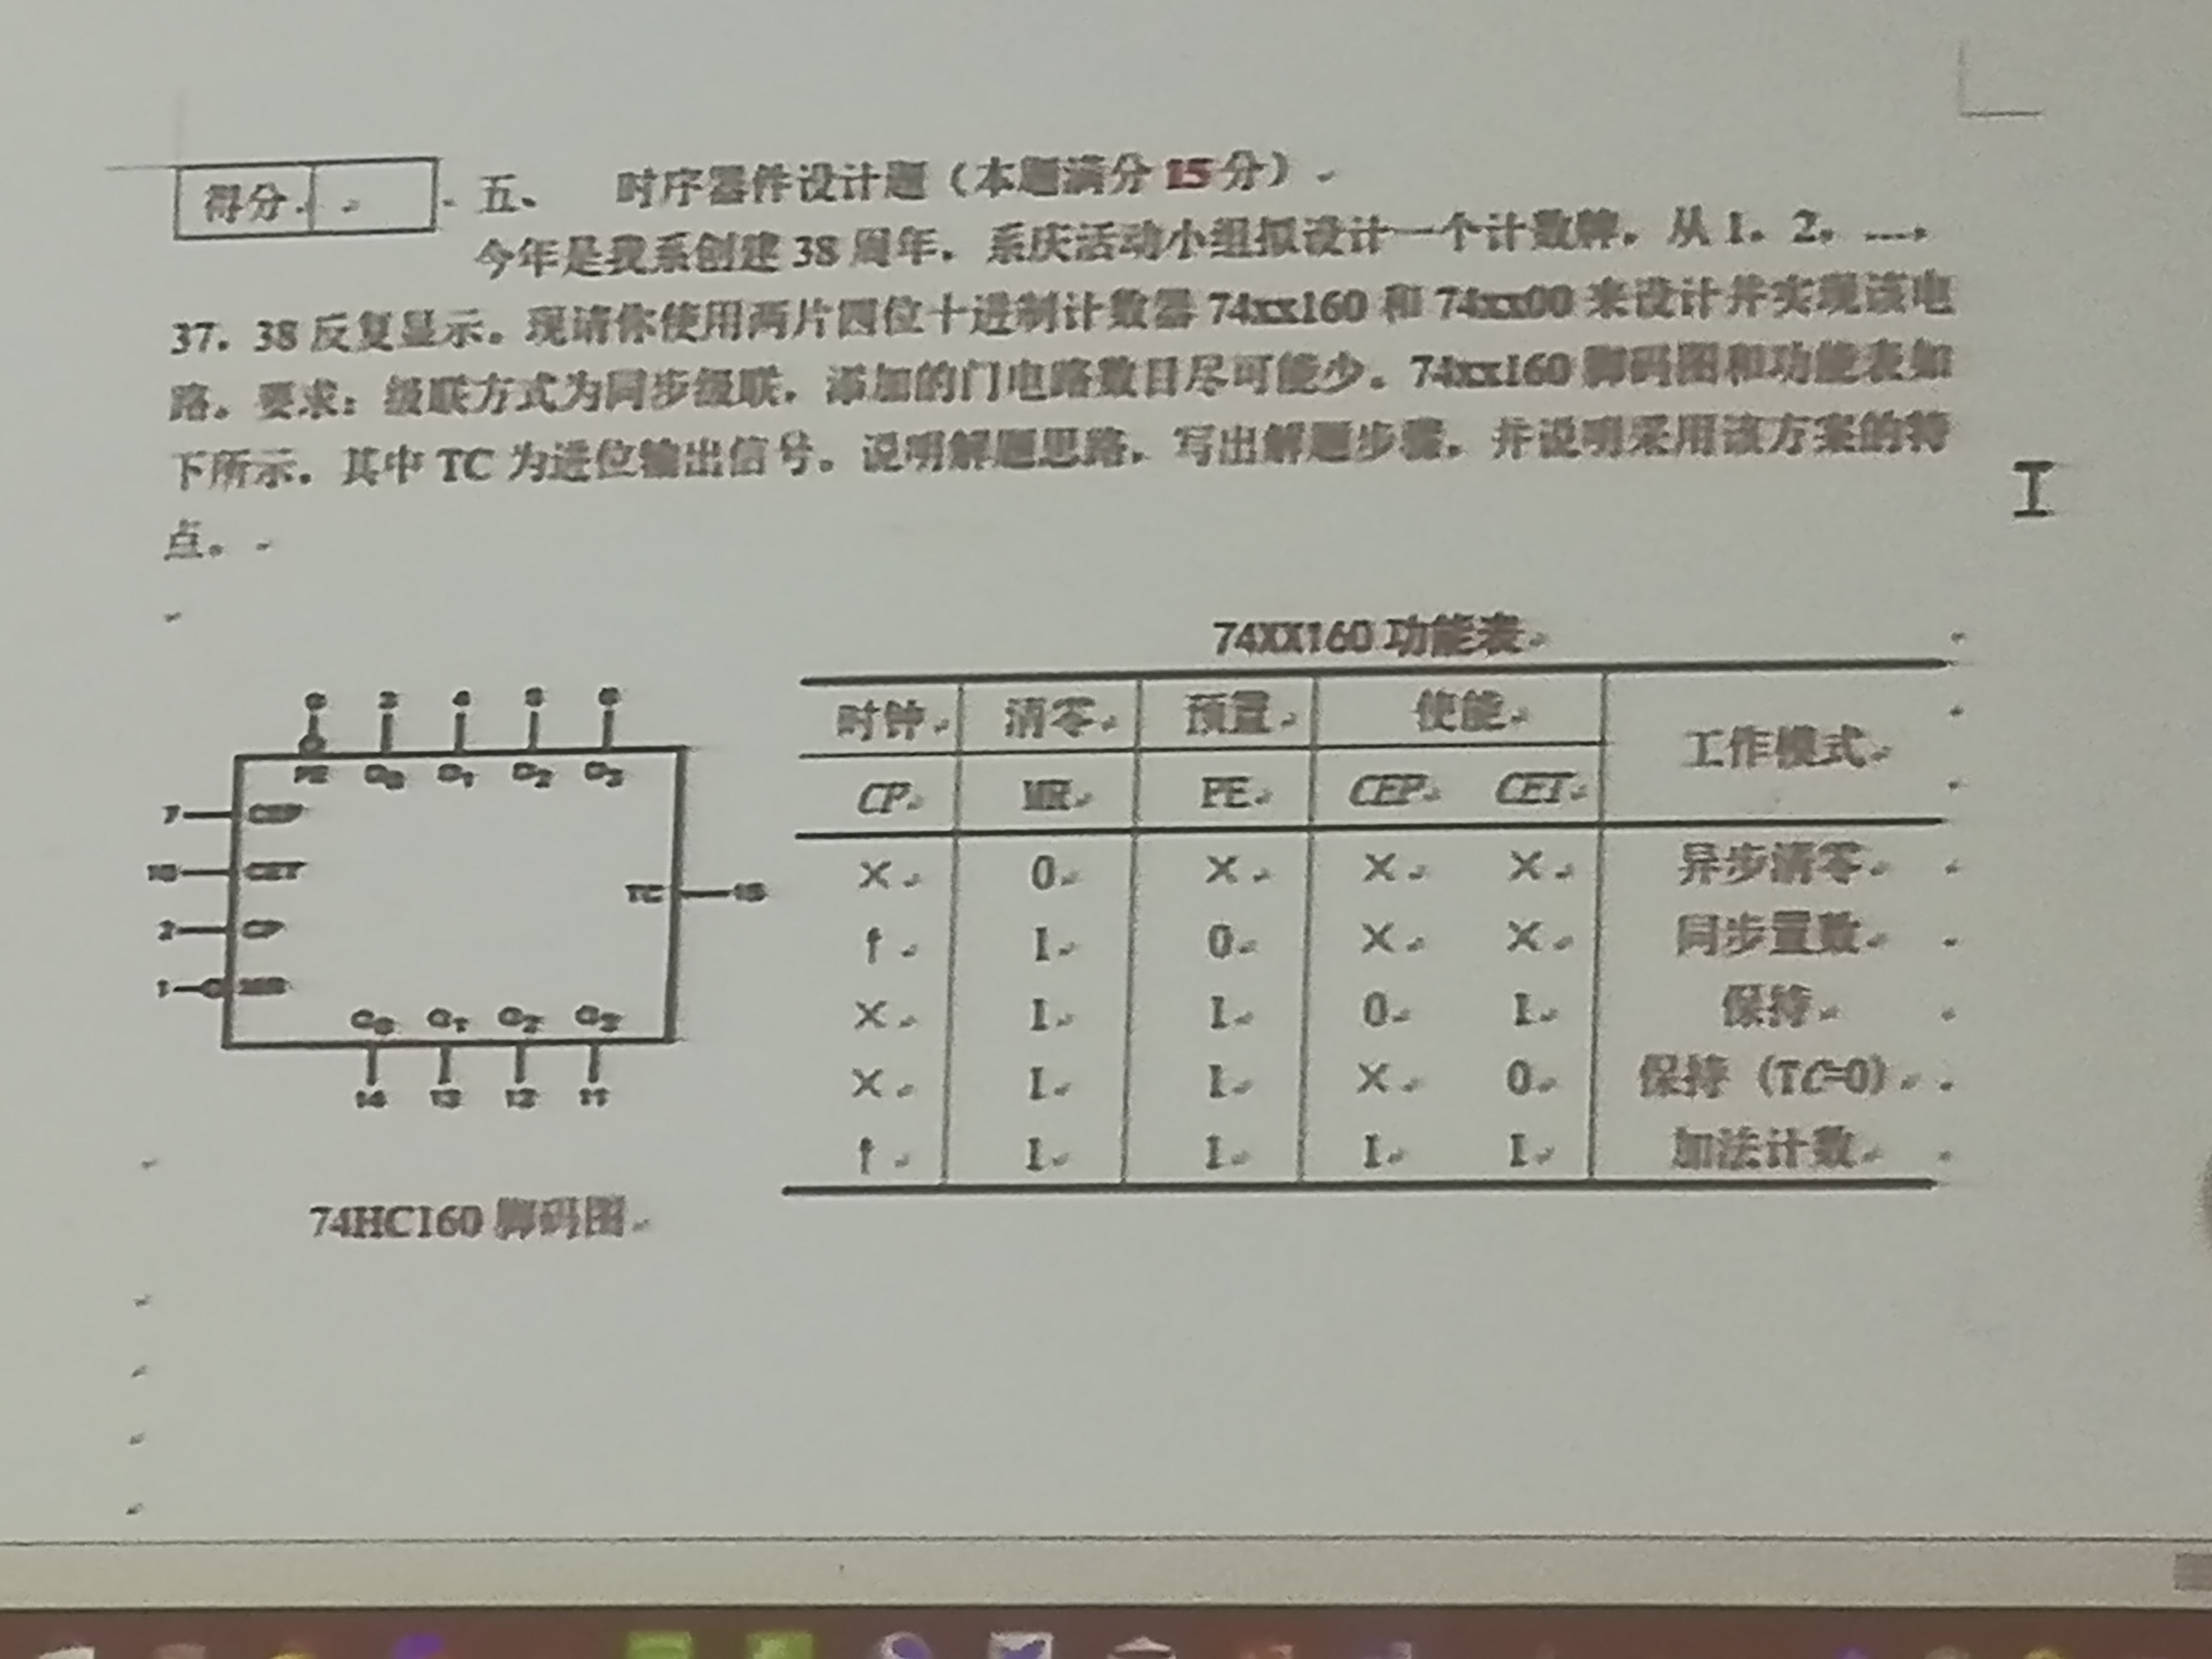 得分
五、 时序器件设计题（本题满分 15 分）
今年是我系创建 38 周年，系庆活动小组拟设计一个计数牌，从 1，2，…，
37，38 反复显示。现请你使用两片四位十进制计数器 74xx160 和 74xx00 来设计并实现该电
路。要求：级联方式为同步级联，添加的门电路数目尽可能少。74xx160 脚码图和功能表如
下所示，其中 TC 为进位输出信号。说明解题思路，写出解题步骤，并说明采用该方案的特
点。
74XX160 功能表
时钟 清零 预置 使能 工作模式
CP MR PE CEP CET
× 0 × × × 异步清零
↑ 1 0 × × 同步置数
× 1 1 0 1 保持
× 1 1 × 0 保持（TC=0）
↑ 1 1 1 1 加法计数
9 3 4 5 6
PE D0 D1 D2 D3
7 CEP
10 CET
TC 15
2 CP
1 MR
Q0 Q1 Q2 Q3
14 13 12 11
74HC160 脚码图